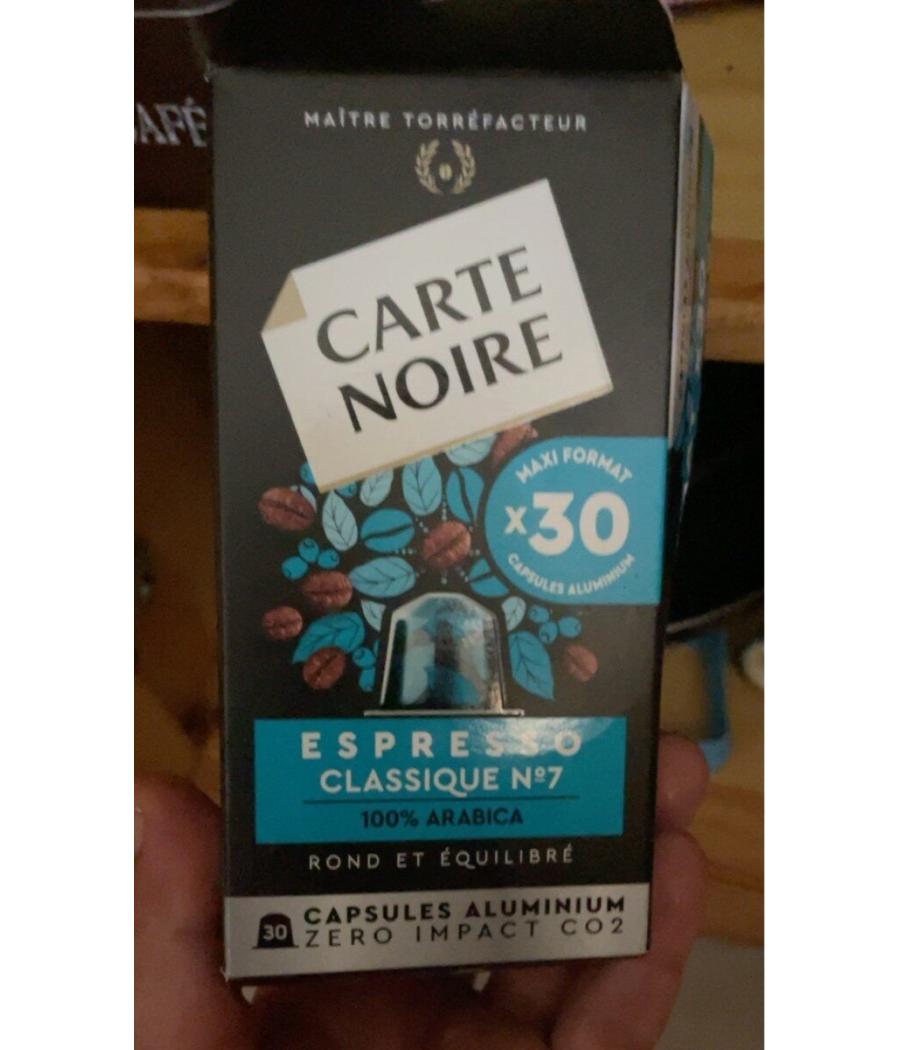 MAÎTRE TORRÉFACTEUR
CARTE
NOIRE
MAXI FORMAT
x30
CAPSULES ALUMINIUM
ESPRESSO
CLASSIQUE Nº7
100% ARABICA
ROND ET ÉQUILIBRÉ
30
CAPSULES ALUMINIUM
ZERO IMPACT CO2